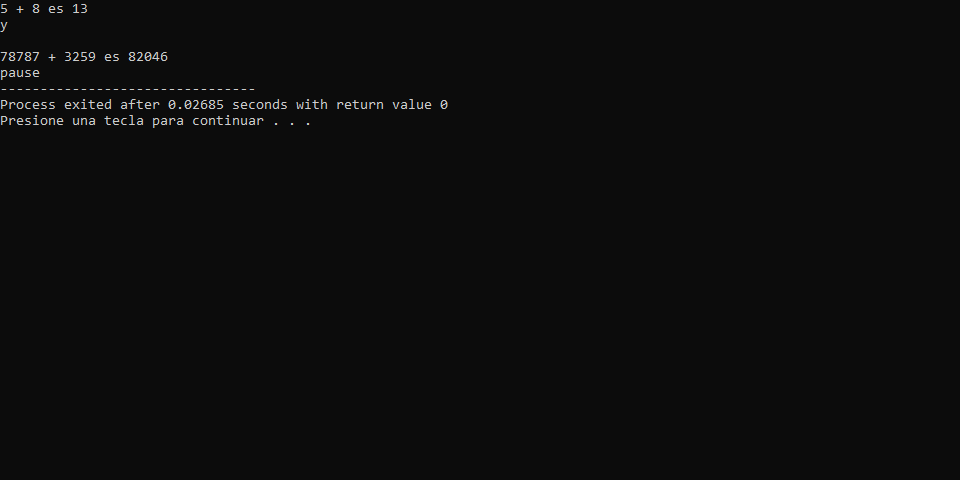 5 + 8 es 13
y
78787 + 3259 es 82046
pause
--------------------------------
Process exited after 0.02685 seconds with return value 0
Presione una tecla para continuar . . .